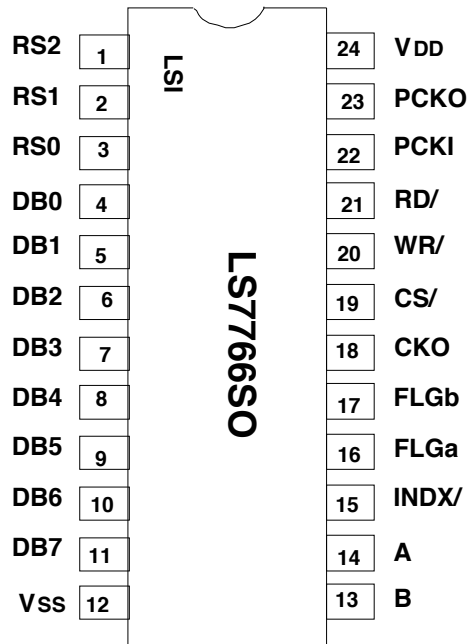 RS2 1 24 VDD
RS1 2 23 PCKO
RS0 3 22 PCKI
DB0 4 21 RD/
DB1 5 20 WR/
DB2 6 19 CS/
DB3 7 18 CKO
DB4 8 17 FLGb
DB5 9 16 FLGa
DB6 10 15 INDX/
DB7 11 14 A
VSS 12 13 B
LSI
LS7766SO